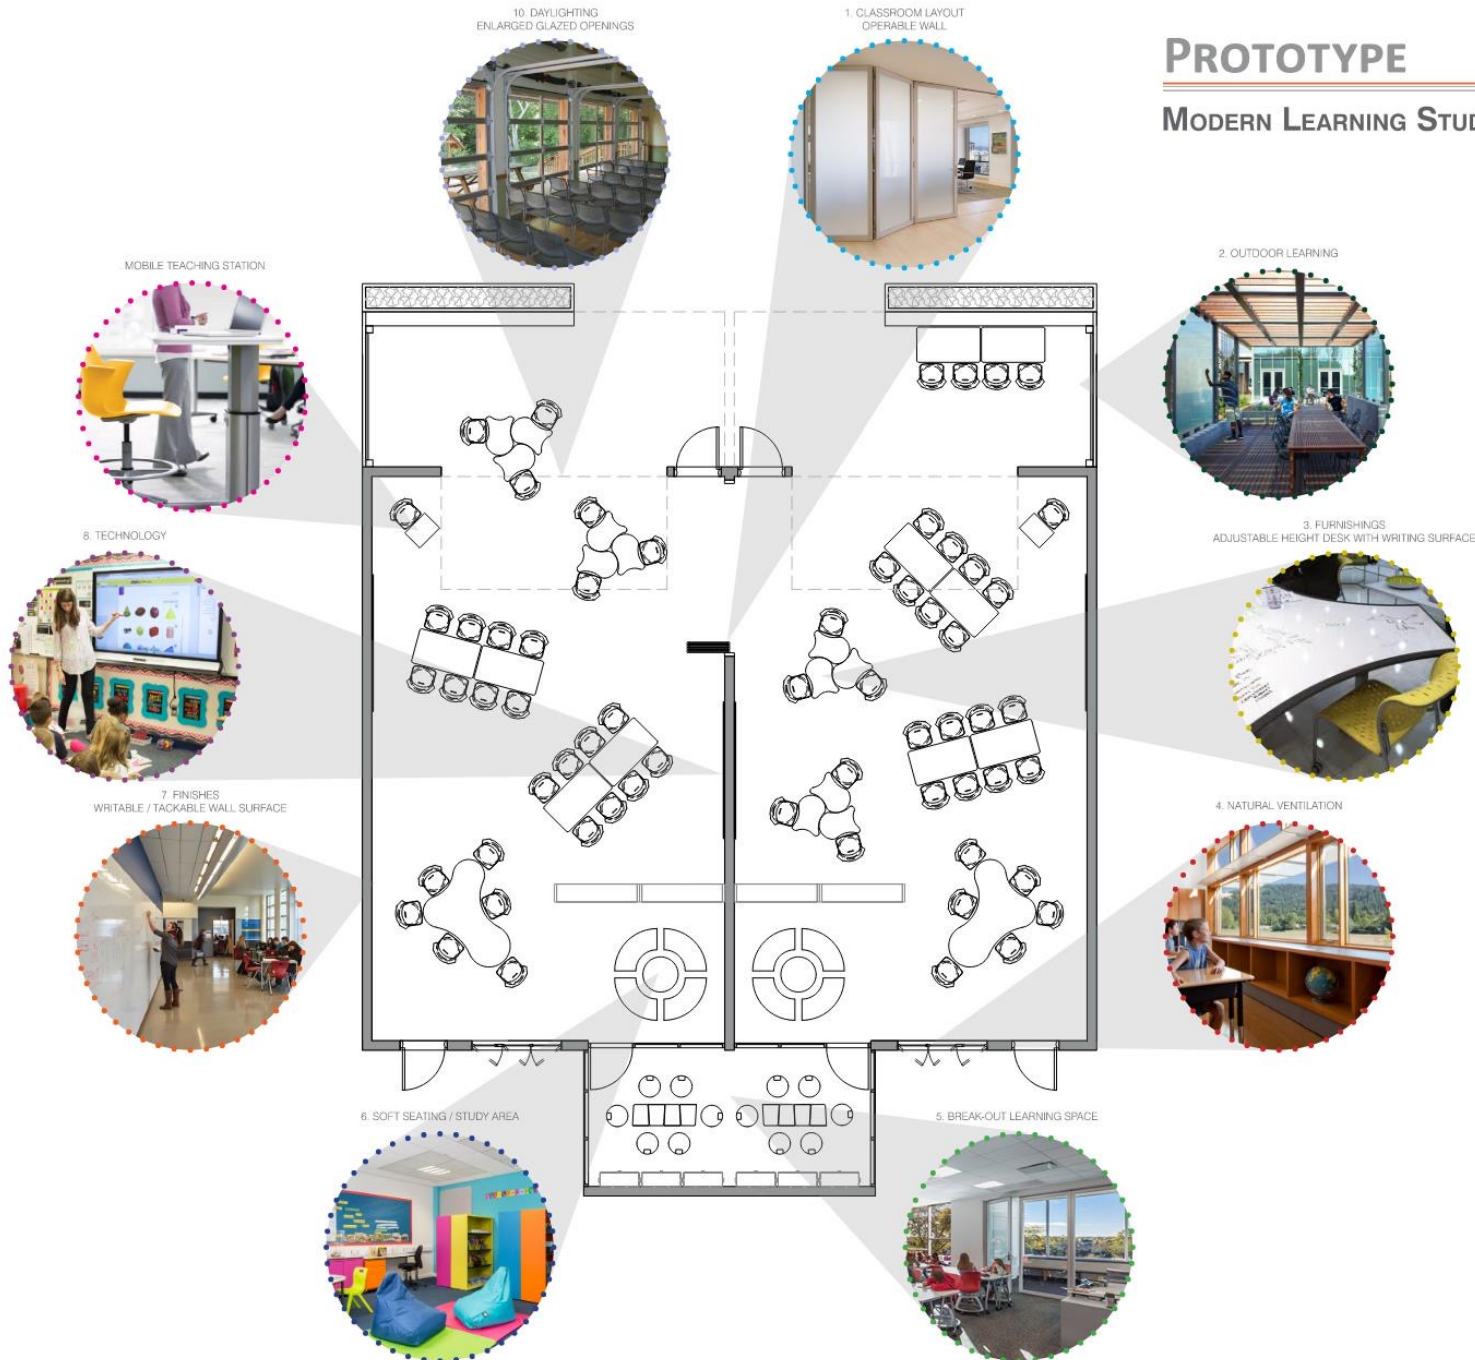 10. DAYLIGHTING
ENLARGED GLAZED OPENINGS
1. CLASSROOM LAYOUT
OPERABLE WALL
PROTOTYPE
MODERN LEARNING STUD
MOBILE TEACHING STATION
2. OUTDOOR LEARNING
8. TECHNOLOGY
3. FURNISHINGS
ADJUSTABLE HEIGHT DESK WITH WRITING SURFACE
7. FINISHES
WRITABLE / TACKABLE WALL SURFACE
4. NATURAL VENTILATION
6. SOFT SEATING / STUDY AREA
5. BREAK-OUT LEARNING SPACE